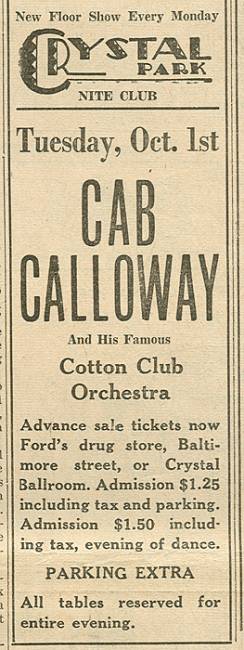 New Floor Show Every Monday
CRYSTAL
PARK
NITE CLUB
Tuesday, Oct. 1st
CAB
CALLOWAY
And His Famous
Cotton Club
Orchestra
Advance sale tickets now
Ford's drug store, Balti-
more street, or Crystal
Ballroom. Admission $1.25
including tax and parking.
Admission $1.50 includ-
ing tax, evening of dance.
PARKING EXTRA
All tables reserved for
entire evening.